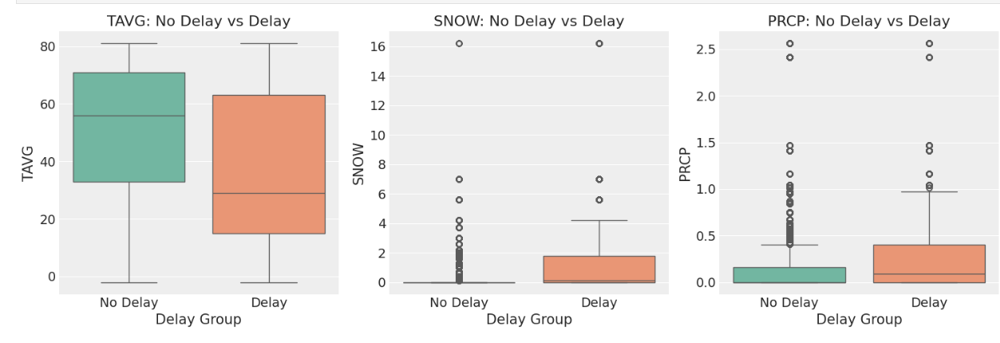 TAVG: No Delay vs Delay
80
60
40
20
0
TAVG
No Delay
Delay
Delay Group
SNOW: No Delay vs Delay
16
14
12
10
8
6
4
2
0
SNOW
No Delay
Delay
Delay Group
PRCP: No Delay vs Delay
2.5
2.0
1.5
1.0
0.5
0.0
PRCP
No Delay
Delay
Delay Group